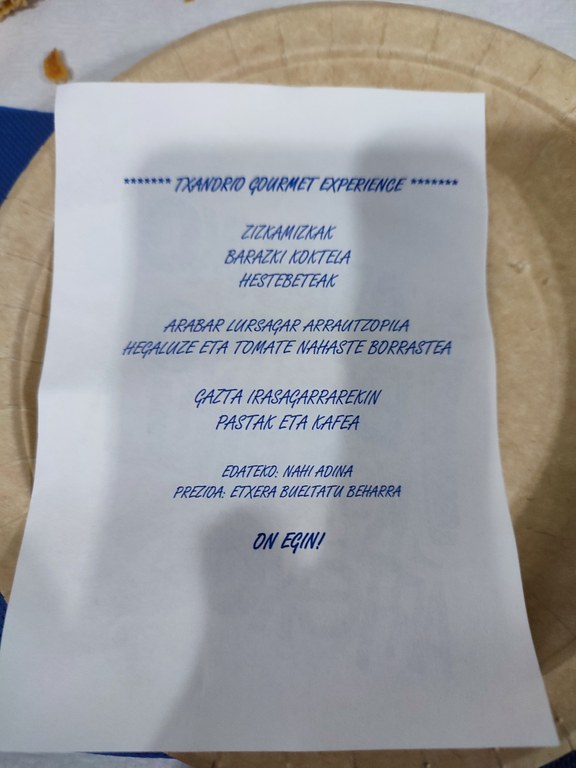 ******* TXANDRIO GOURMET EXPERIENCE *******
ZIZKAMIZKAK
BARAZKI KOKTELA
HESTEBETEAK
ARABAR LURSAGAR ARRAUTZOPILA
HEGALUZE ETA TOMATE NAHASTE BORRASTEA
GAZTA IRASAGARRAREKIN
PASTAK ETA KAFEA
EDATEKO: NAHI ADINA
PREZIOA: ETXERA BUELTATU BEHARRA
ON EGIN!